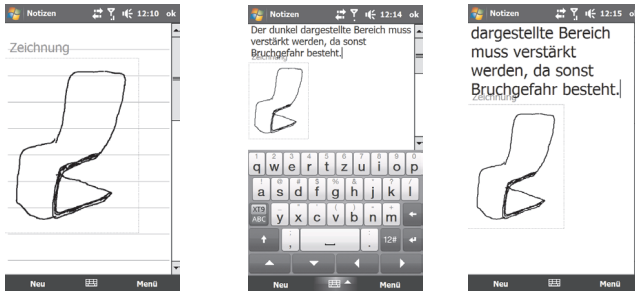 Notizen 12:10 ok
Zeichnung
Neu Menü
Notizen 12:14 ok
Der dunkel dargestellte Bereich muss
verstärkt werden, da sonst
Bruchgefahr besteht.
Zeichnung
q w e r t z u i o p
a s d f g h j k l
XT9 ABC y x c v b n m
, . 12#
Neu Menü
Notizen 12:15 o
dargestellte Bereich
muss verstärkt
werden, da sonst
Bruchgefahr besteht.
Zeichnung
Neu Menü